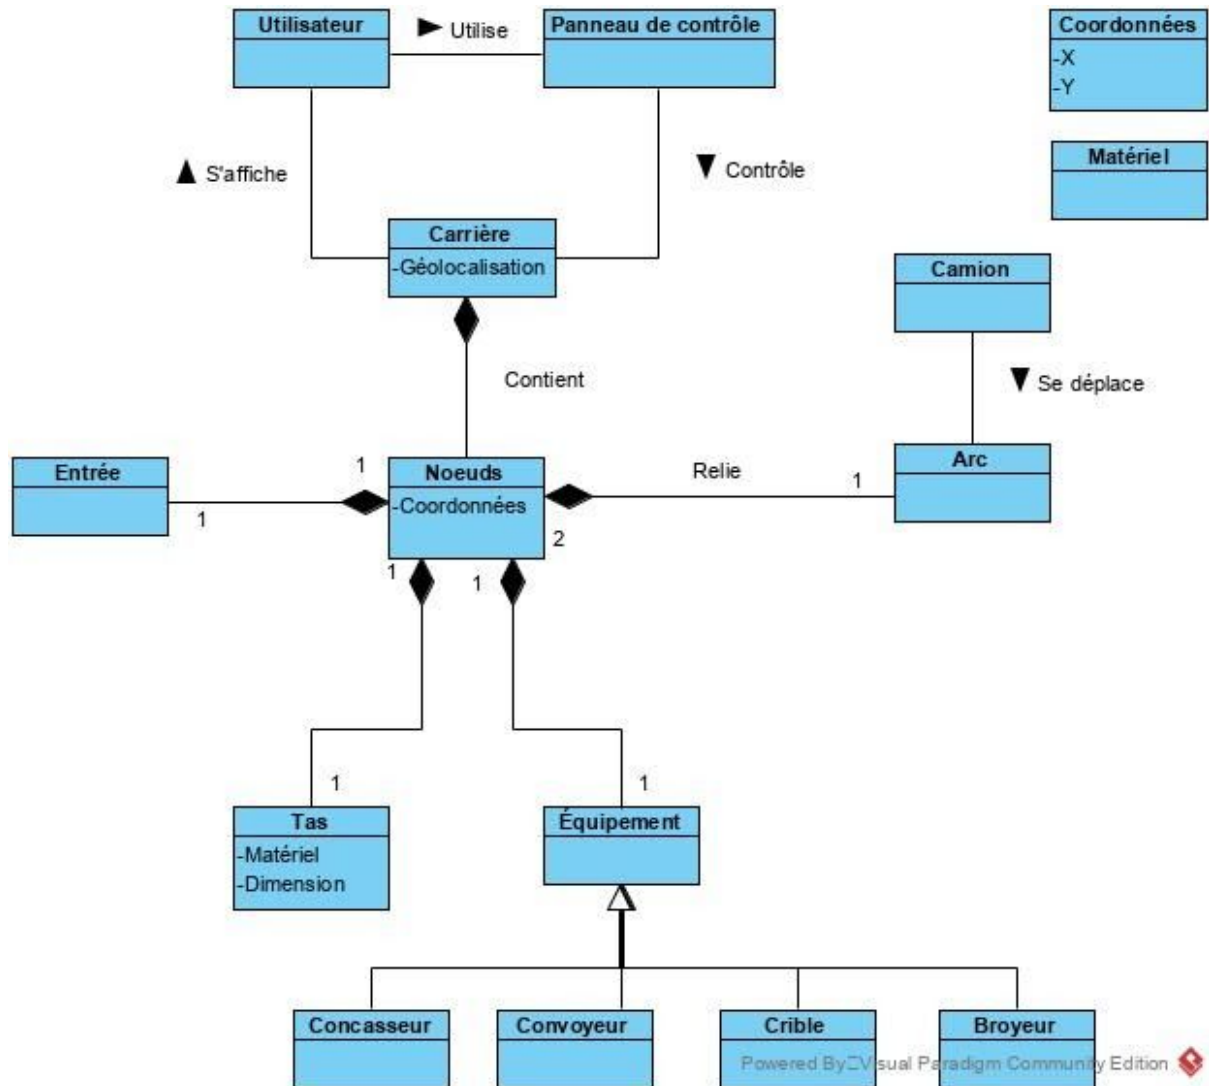 Utilisateur
Utilise
Panneau de contrôle
Coordonnées
-X
-Y
S'affiche
Contrôle
Matériel
Carrière
-Géolocalisation
Camion
Contient
Se déplace
Entrée
1
1
Noeuds
-Coordonnées
Relie
1
Arc
2
1
1
1
1
Tas
-Matériel
-Dimension
Équipement
Concasseur
Convoyeur
Crible
Broyeur
Powered By Visual Paradigm Community Edition